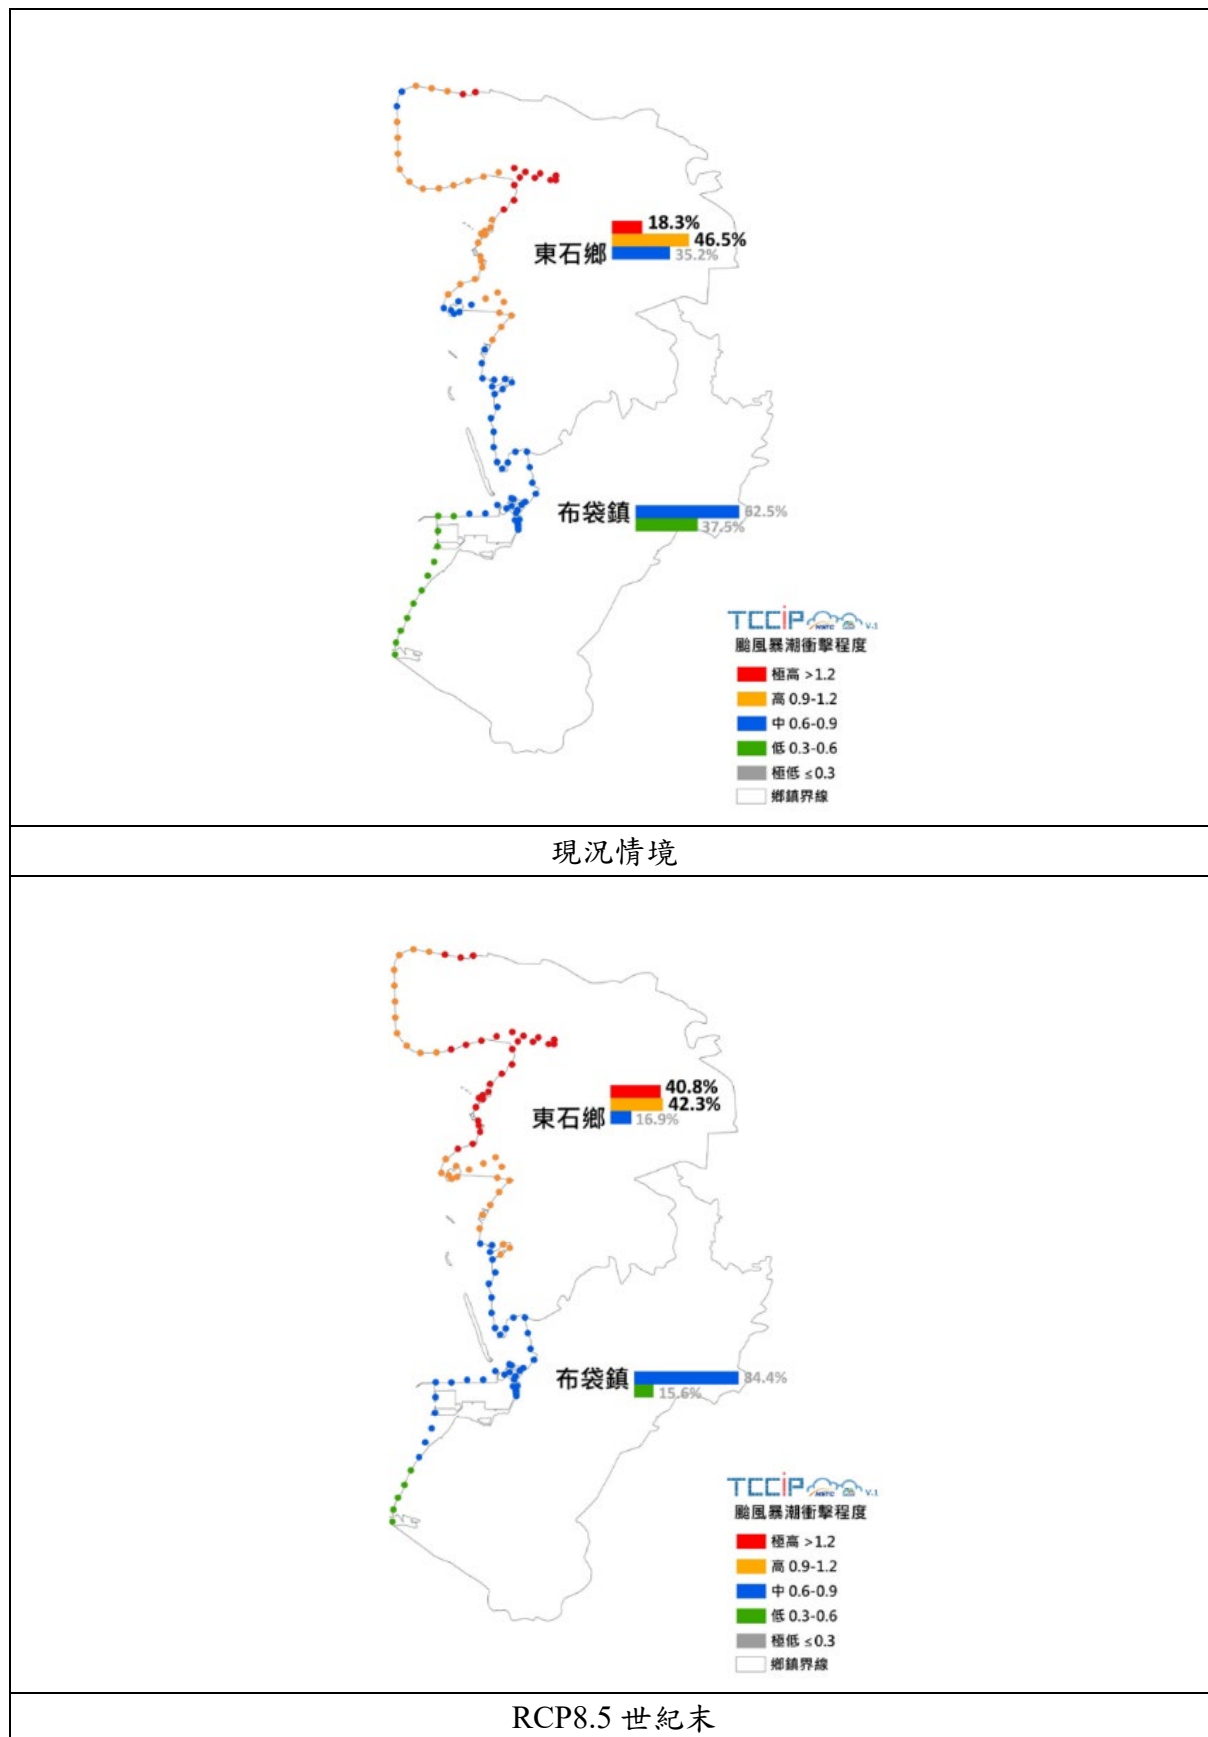 18.3%
東石鄉 46.5%
35.2%
布袋鎮 62.5%
37.5%
TCCiP NSTC V.1
颱風暴潮衝擊程度
極高 >1.2
高 0.9-1.2
中 0.6-0.9
低 0.3-0.6
極低 ≤0.3
鄉鎮界線
現況情境
40.8%
東石鄉 42.3%
16.9%
布袋鎮 84.4%
15.6%
TCCiP NSTC V.1
颱風暴潮衝擊程度
極高 >1.2
高 0.9-1.2
中 0.6-0.9
低 0.3-0.6
極低 ≤0.3
鄉鎮界線
RCP8.5 世紀末